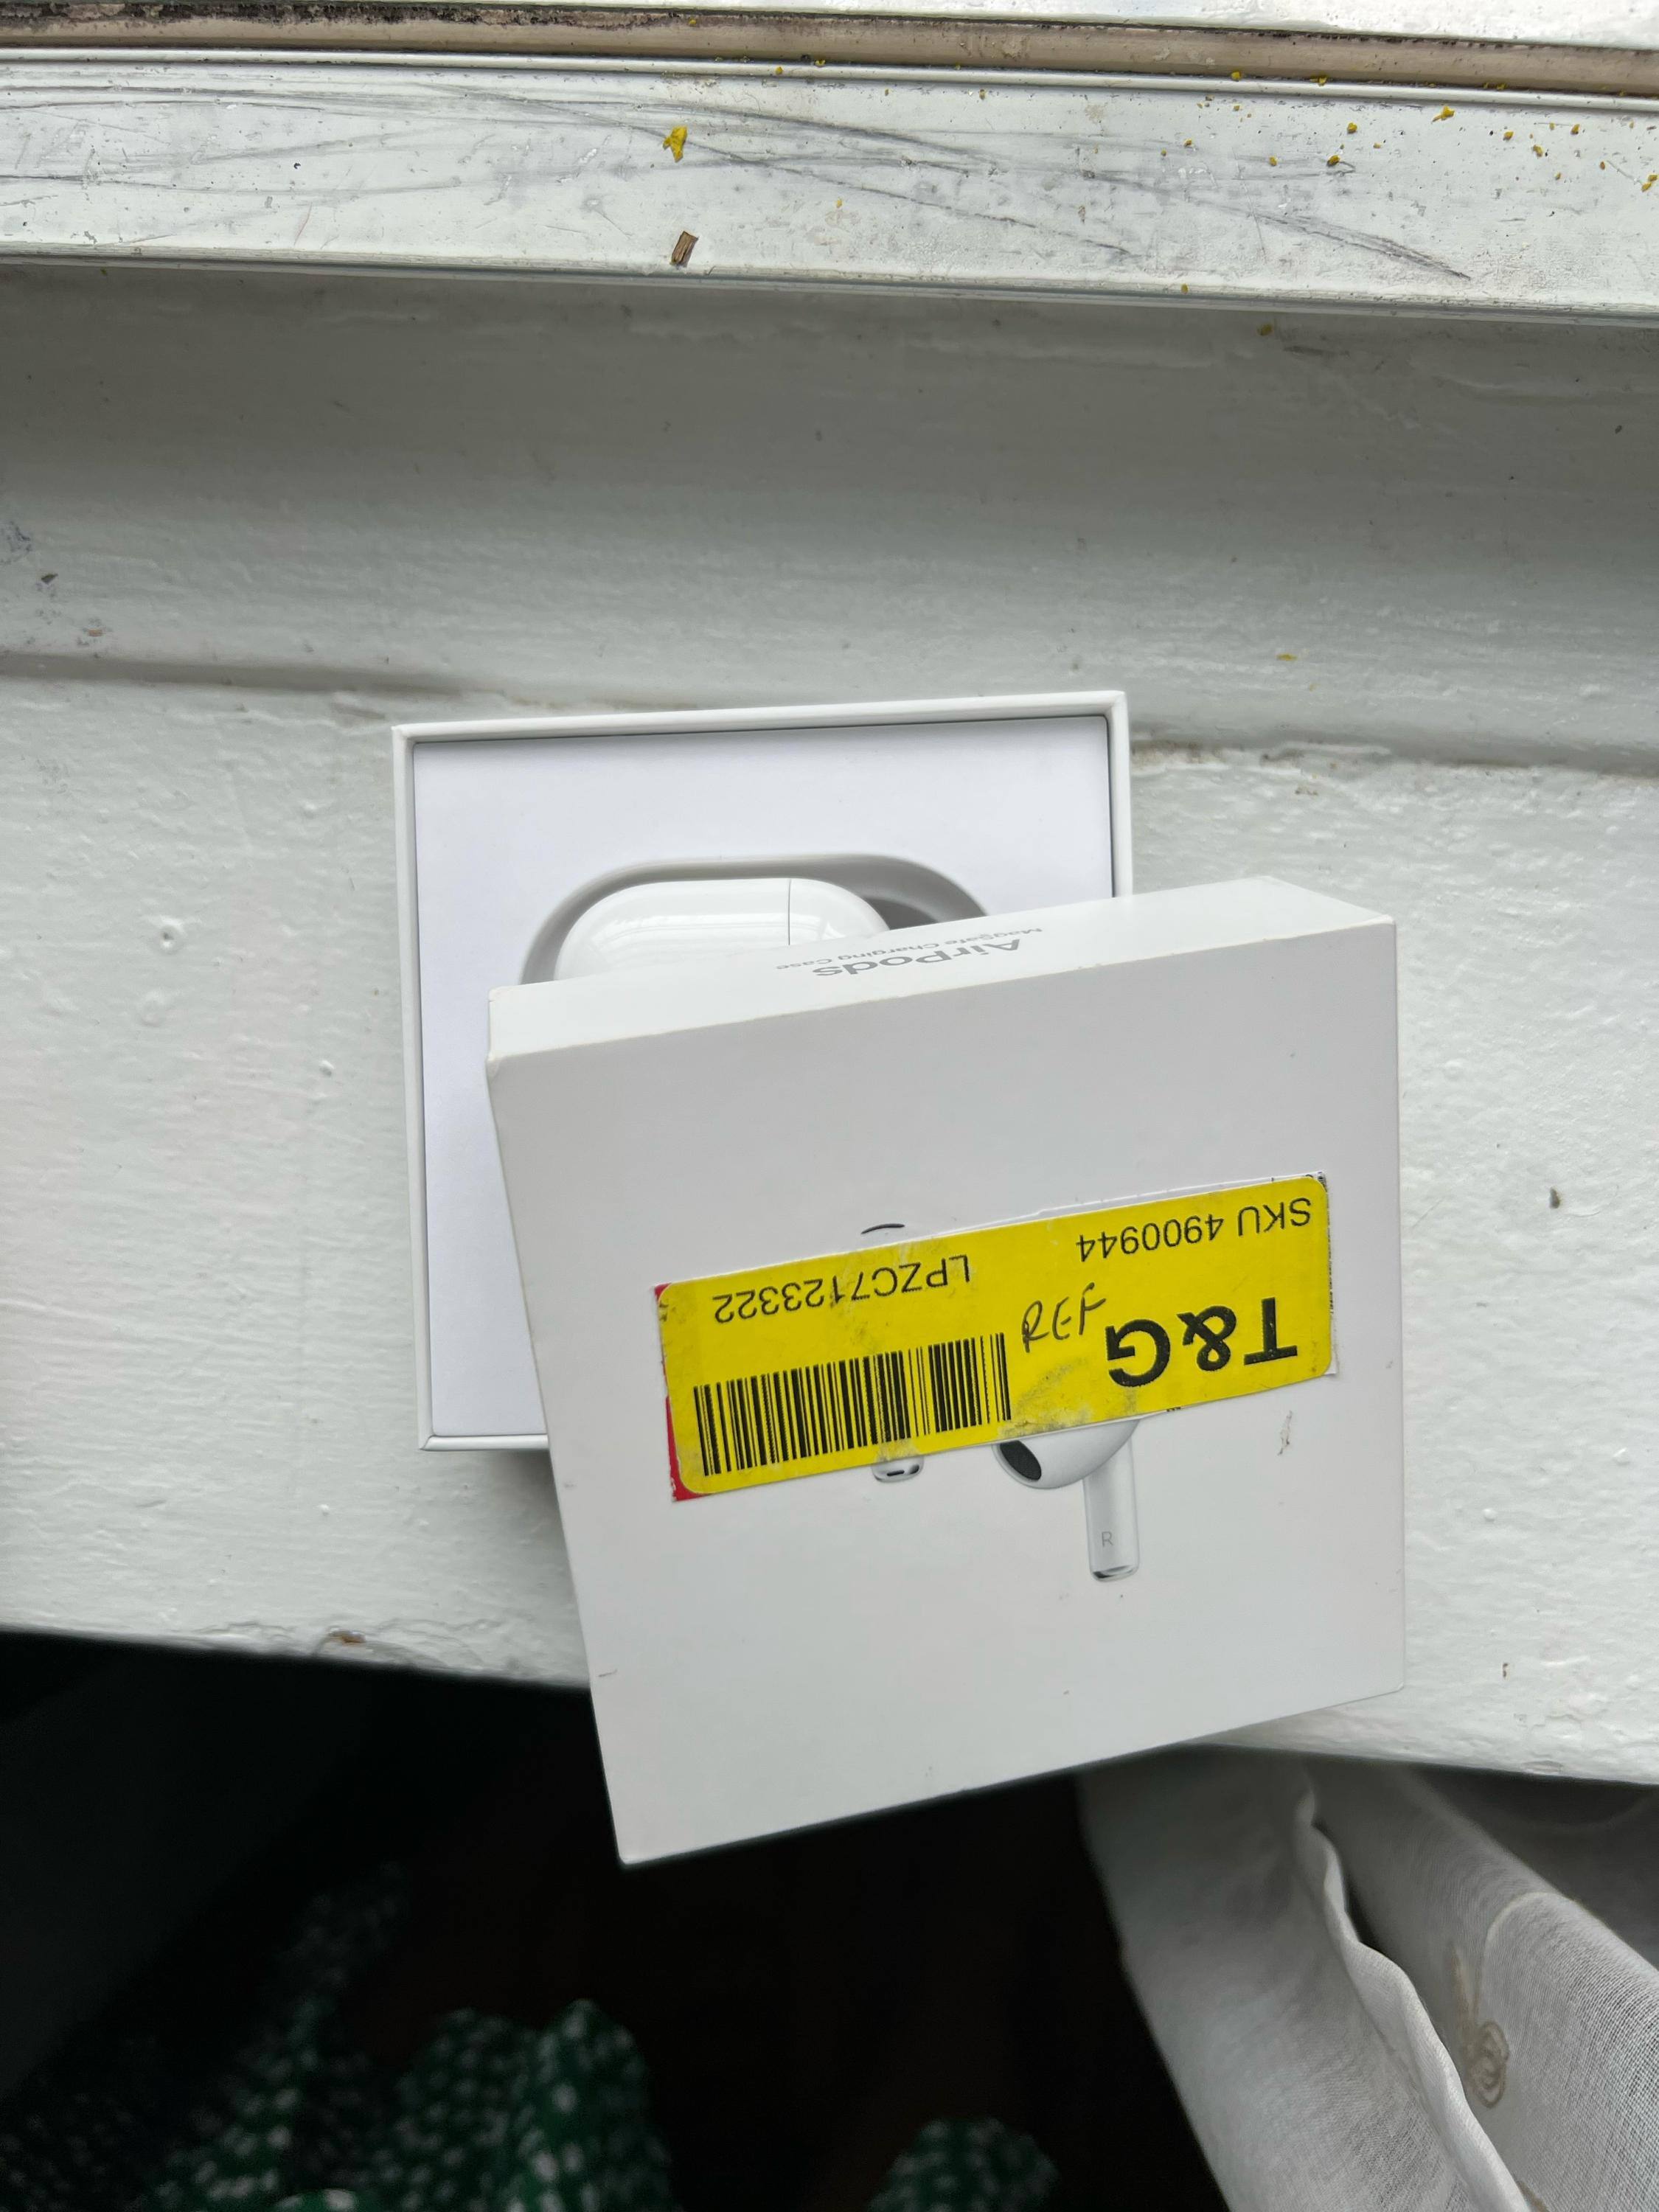 AirPods
MagSafe Charging Case
T&G
REF
SKU 4900944
LPZC7123322
R